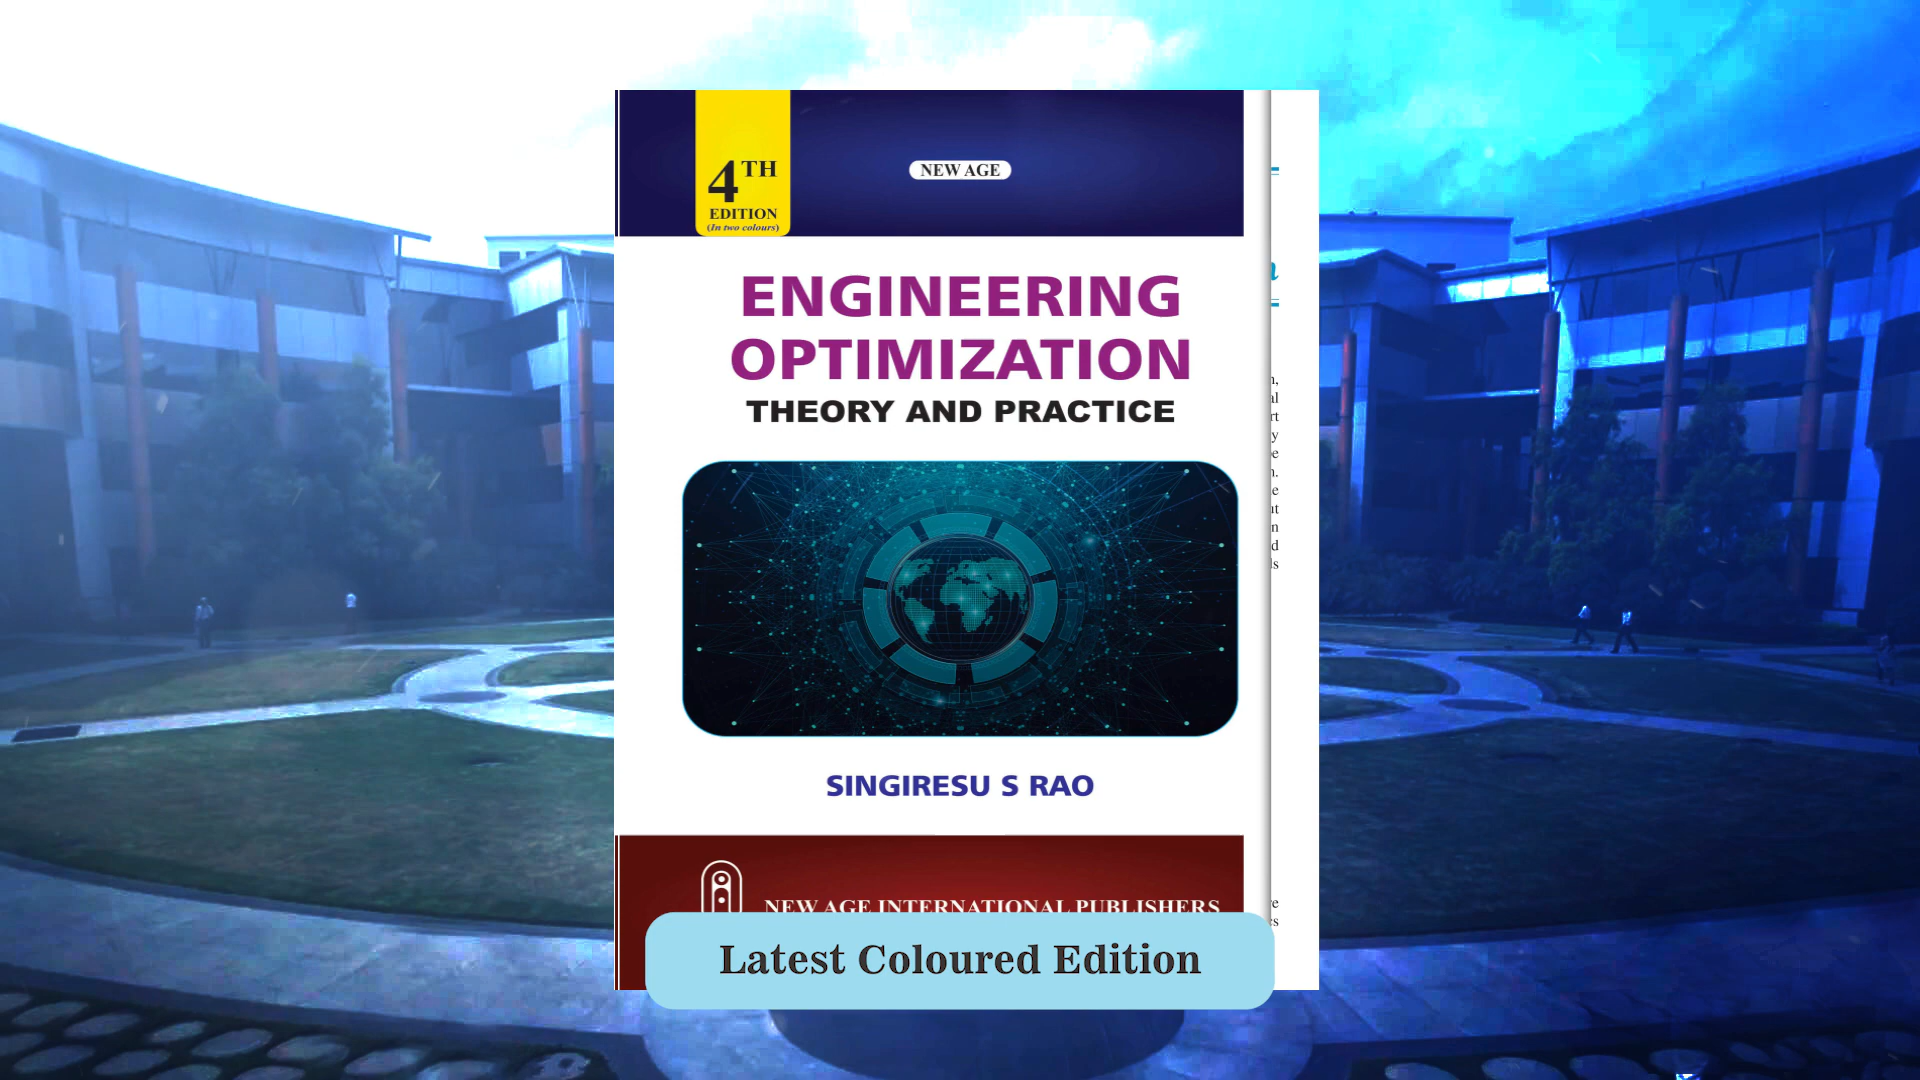 4TH
EDITION
(In two colours)
NEW AGE
ENGINEERING
OPTIMIZATION
THEORY AND PRACTICE
SINGIRESU S RAO
NEW AGE INTERNATIONAL PUBLISHERS
Latest Coloured Edition